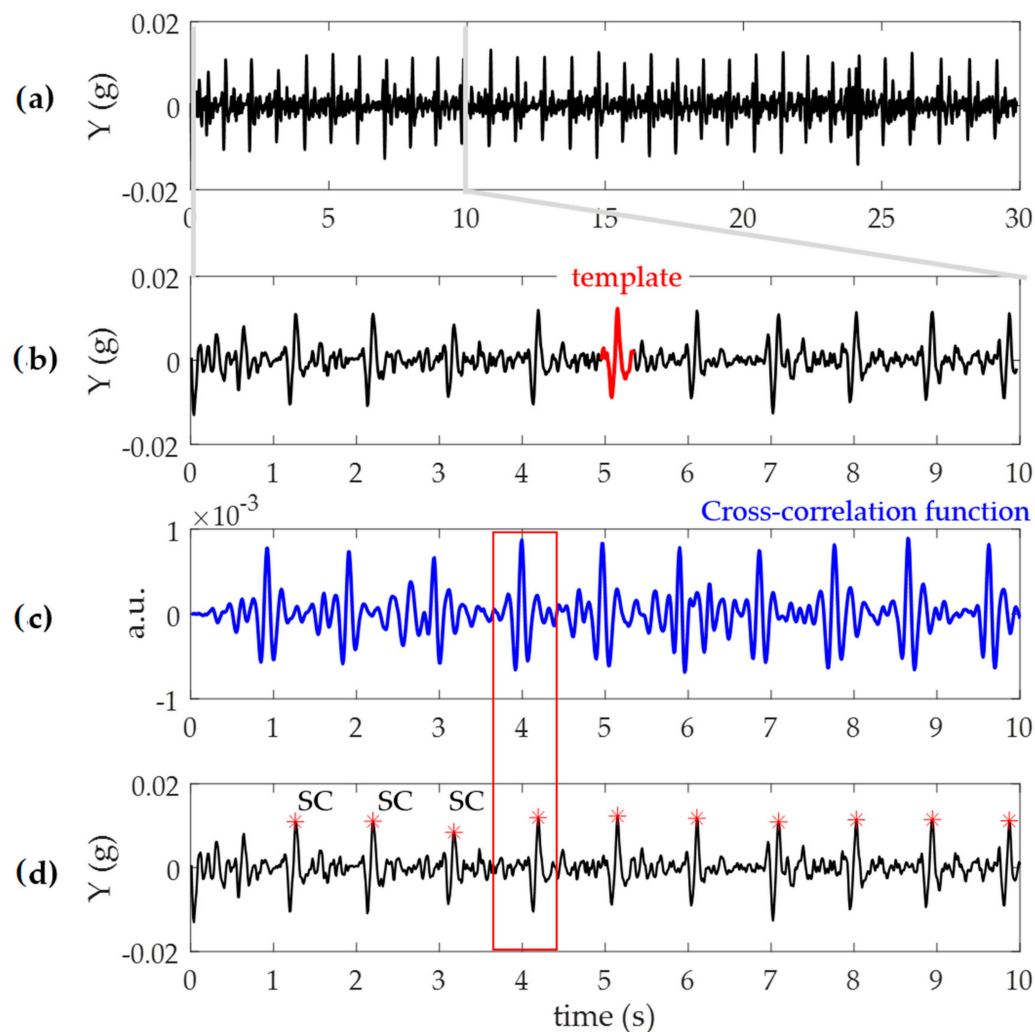 (a)
Y (g)
0.02
0
-0.02
0 5 10 15 20 25 30
template
(b)
Y (g)
0.02
0
-0.02
0 1 2 3 4 5 6 7 8 9 10
Cross-correlation function
(c)
a.u.
×10⁻³
1
0
-1
0 1 2 3 4 5 6 7 8 9 10
(d)
Y (g)
0.02
0
-0.02
SC SC SC
0 1 2 3 4 5 6 7 8 9 10
time (s)